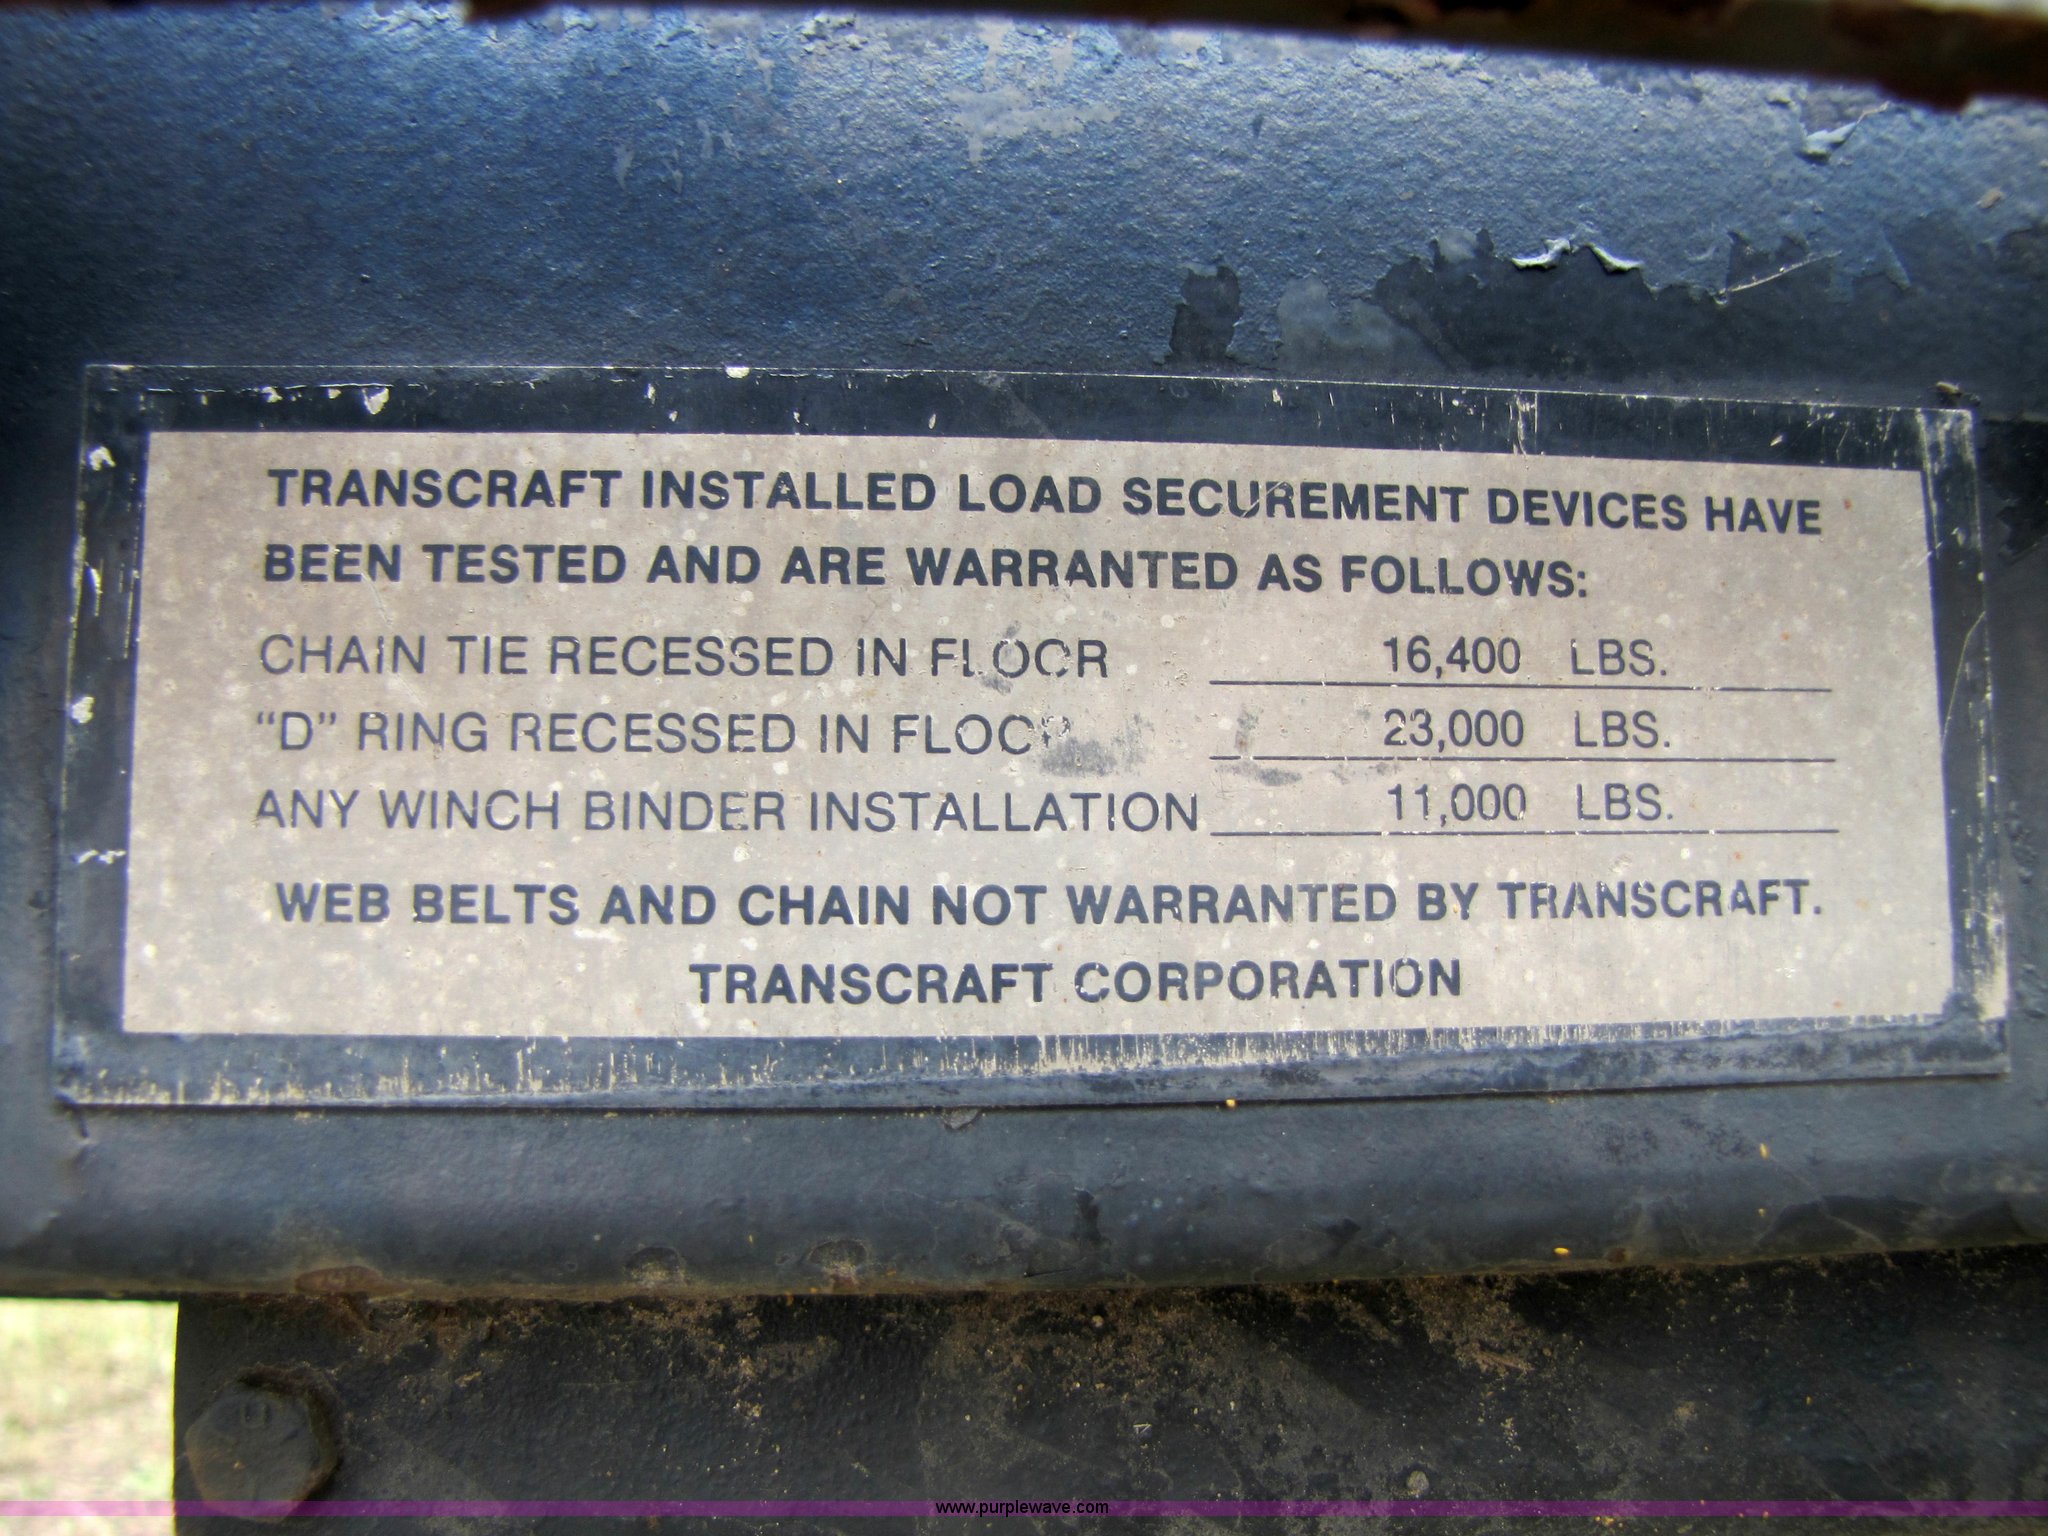 TRANSCRAFT INSTALLED LOAD SECUREMENT DEVICES HAVE
BEEN TESTED AND ARE WARRANTED AS FOLLOWS:
CHAIN TIE RECESSED IN FLOOR 16,400 LBS.
"D" RING RECESSED IN FLOOR 23,000 LBS.
ANY WINCH BINDER INSTALLATION 11,000 LBS.
WEB BELTS AND CHAIN NOT WARRANTED BY TRANSCRAFT.
TRANSCRAFT CORPORATION
www.purplewave.com